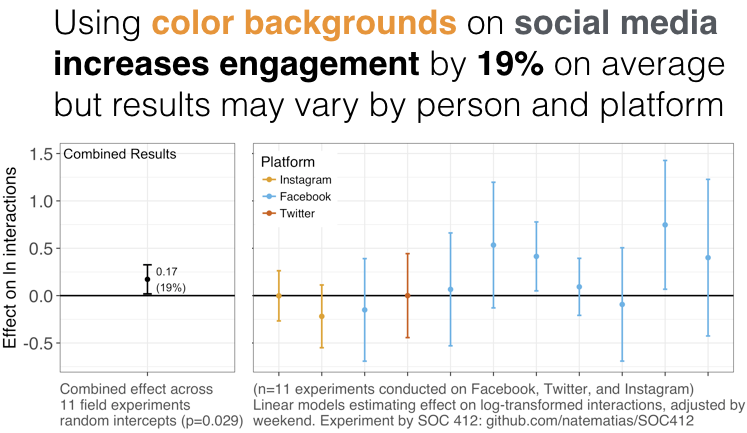 Using color backgrounds on social media
increases engagement by 19% on average
but results may vary by person and platform
Effect on ln interactions
1.5
1.0
0.5
0.0
-0.5
Combined Results
0.17
(19%)
Combined effect across
11 field experiments
random intercepts (p=0.029)
Platform
Instagram
Facebook
Twitter
(n=11 experiments conducted on Facebook, Twitter, and Instagram)
Linear models estimating effect on log-transformed interactions, adjusted by
weekend. Experiment by SOC 412: github.com/natematias/SOC412